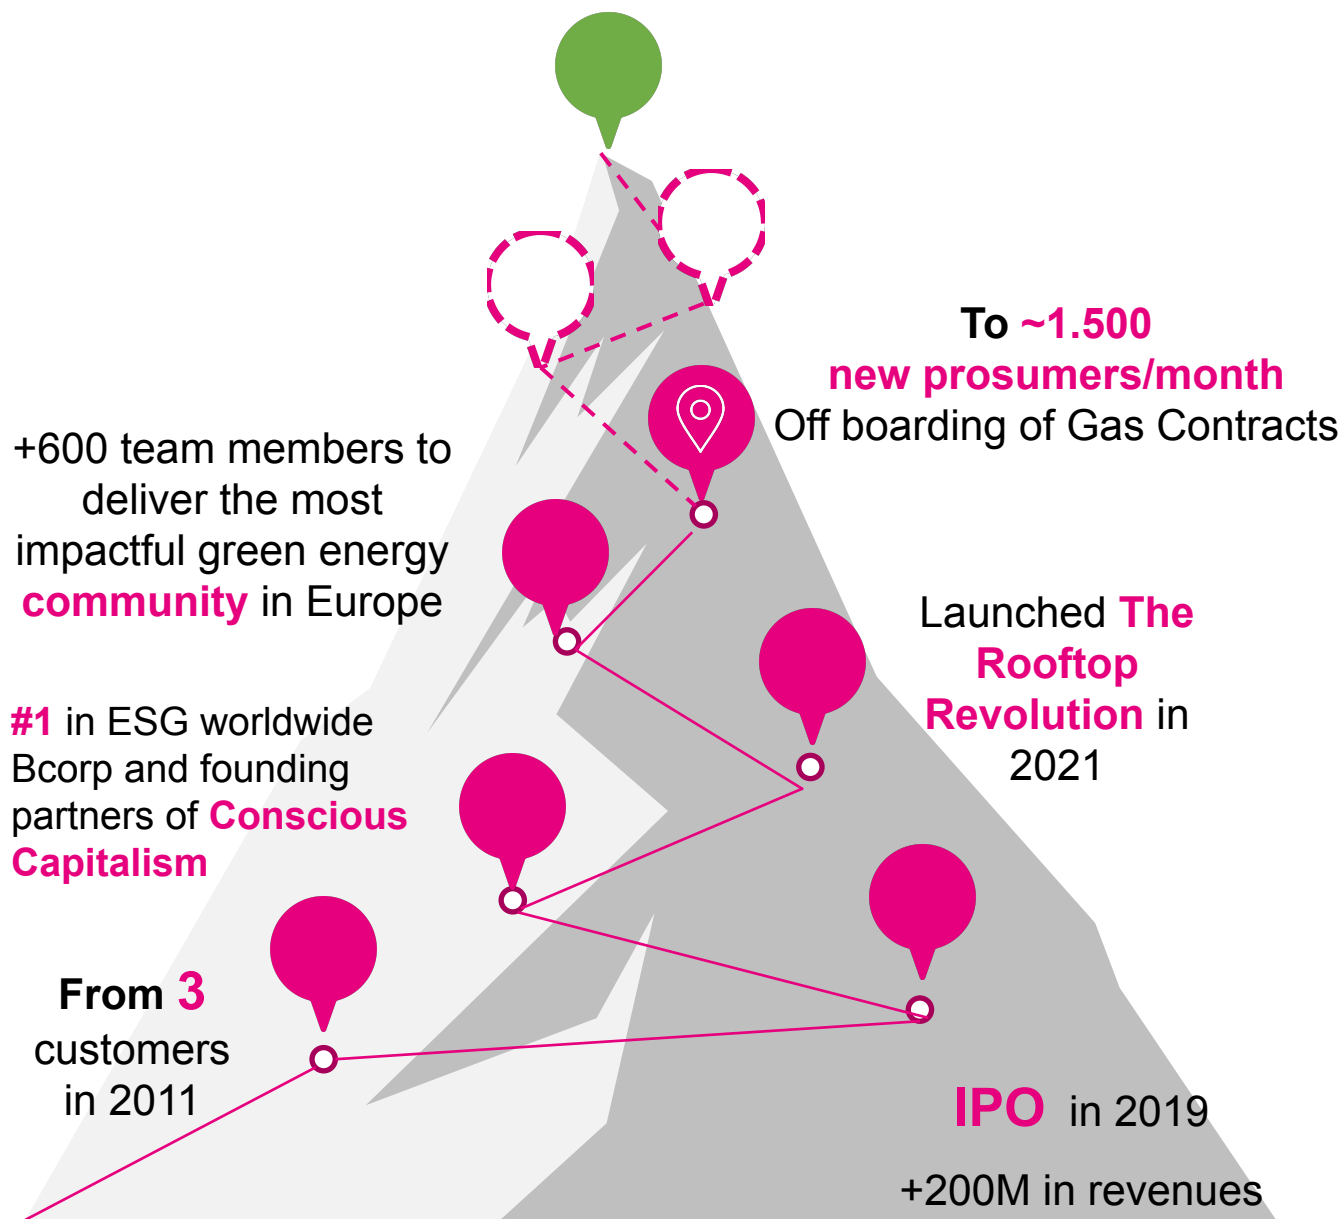 To ~1.500
new prosumers/month
Off boarding of Gas Contracts
+600 team members to
deliver the most
impactful green energy
community in Europe
Launched The
Rooftop
Revolution in
2021
#1 in ESG worldwide
Bcorp and founding
partners of Conscious
Capitalism
From 3
customers
in 2011
IPO in 2019
+200M in revenues